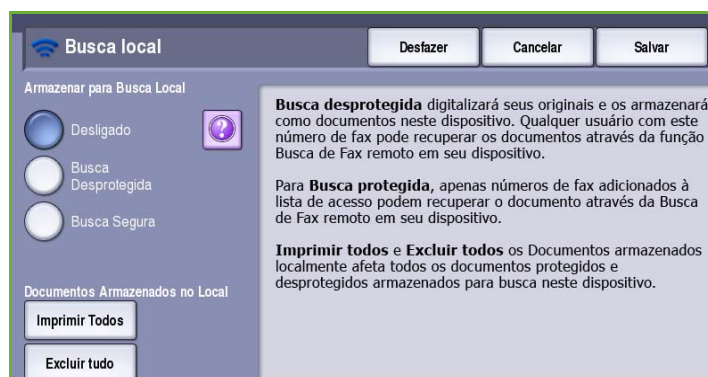 Busca local
Desfazer
Cancelar
Salvar
Armazenar para Busca Local
Desligado
Busca
Desprotegida
Busca Segura
Documentos Armazenados no Local
Imprimir Todos
Excluir tudo
Busca desprotegida digitalizará seus originais e os armazenará
como documentos neste dispositivo. Qualquer usuário com este
número de fax pode recuperar os documentos através da função
Busca de Fax remoto em seu dispositivo.
Para Busca protegida, apenas números de fax adicionados à
lista de acesso podem recuperar o documento através da Busca
de Fax remoto em seu dispositivo.
Imprimir todos e Excluir todos os Documentos armazenados
localmente afeta todos os documentos protegidos e
desprotegidos armazenados para busca neste dispositivo.